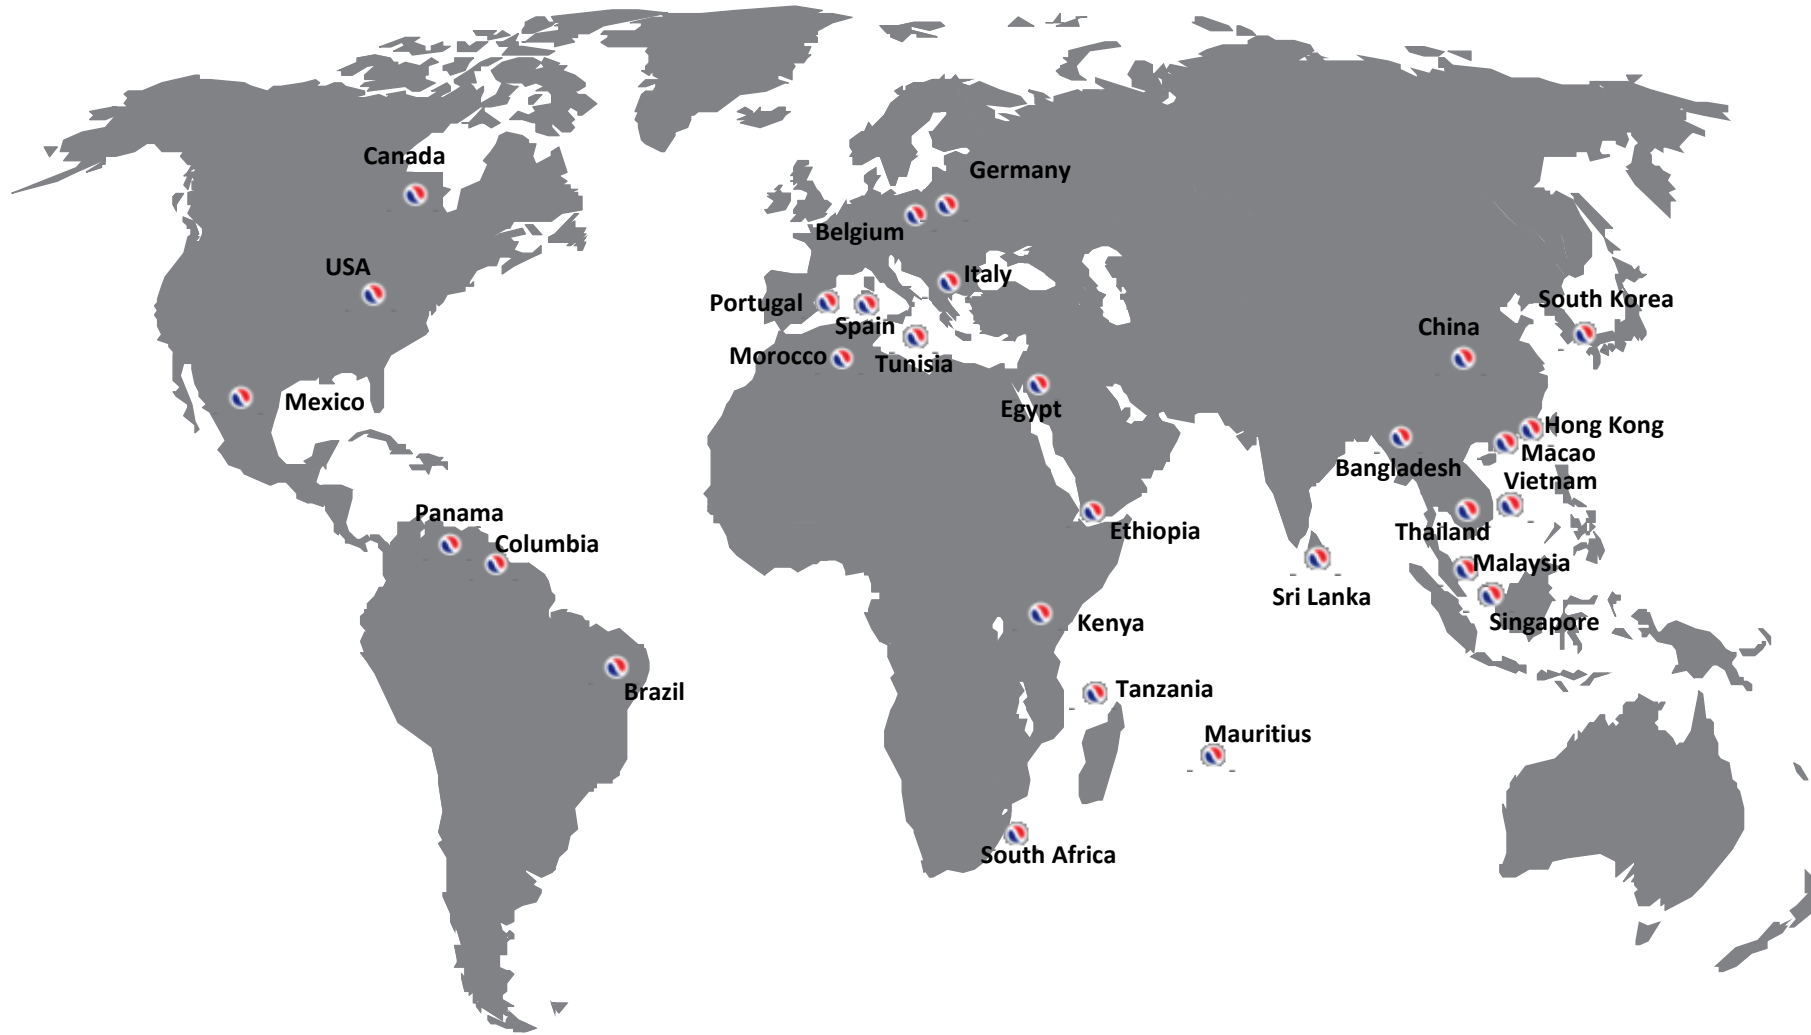 Canada
Germany
Belgium
USA
Italy
Portugal
South Korea
Spain
China
Morocco
Tunisia
Mexico
Egypt
Hong Kong
Macao
Bangladesh
Vietnam
Panama
Ethiopia
Thailand
Columbia
Malaysia
Sri Lanka
Singapore
Kenya
Tanzania
Brazil
Mauritius
South Africa